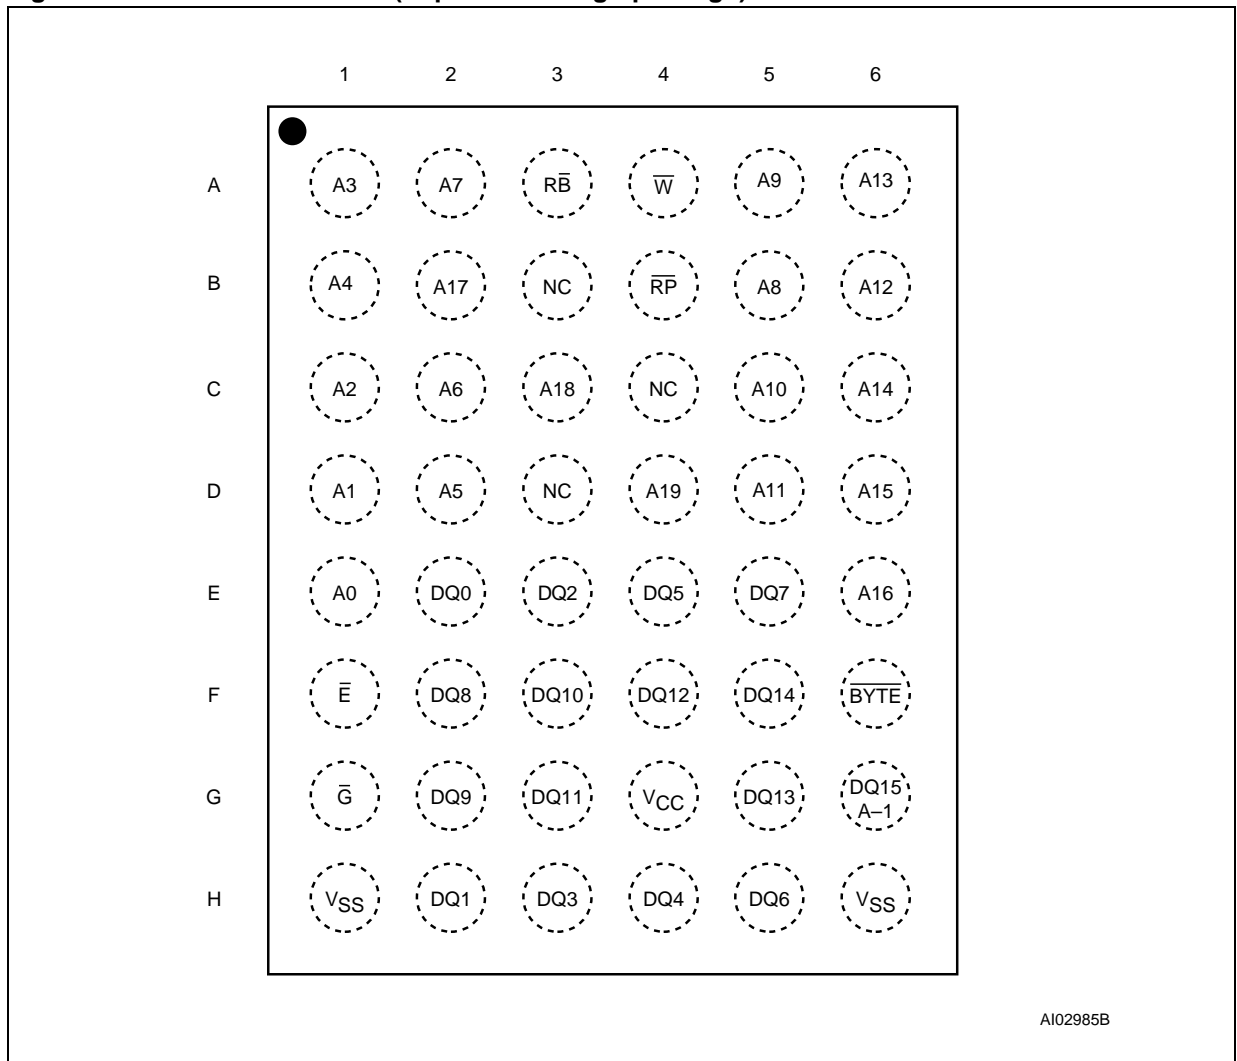 1 2 3 4 5 6
A A3 A7 RB̅ W̅ A9 A13
B A4 A17 NC R̅P̅ A8 A12
C A2 A6 A18 NC A10 A14
D A1 A5 NC A19 A11 A15
E A0 DQ0 DQ2 DQ5 DQ7 A16
F E̅ DQ8 DQ10 DQ12 DQ14 B̅Y̅T̅E̅
G G̅ DQ9 DQ11 VCC DQ13 DQ15
A–1
H VSS DQ1 DQ3 DQ4 DQ6 VSS
AI02985B